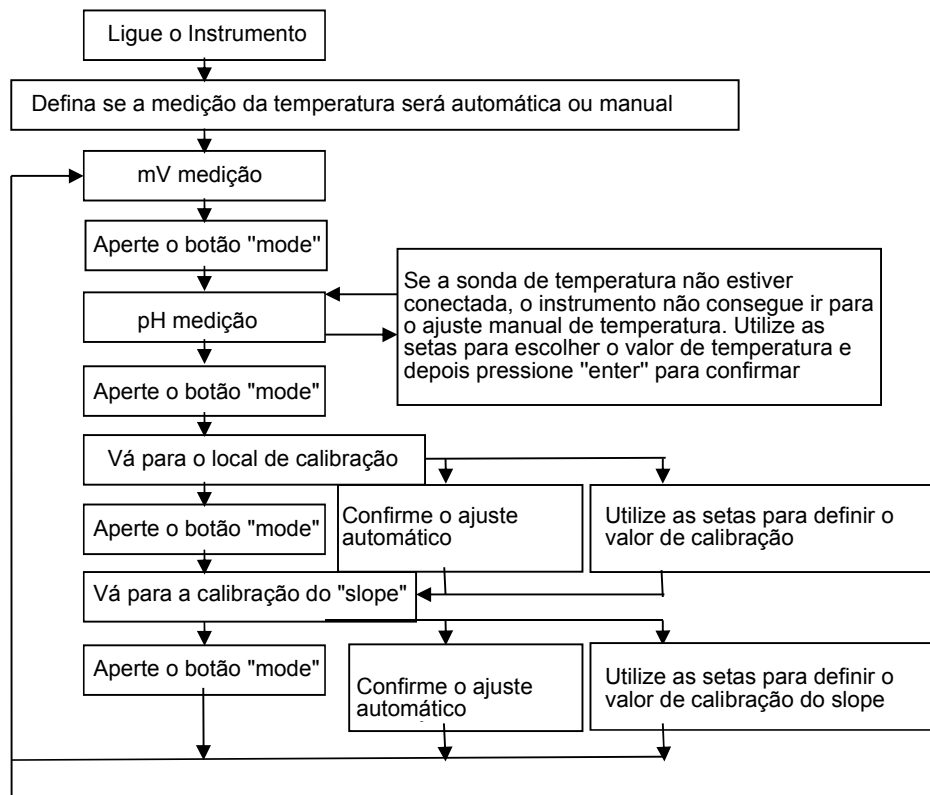 Ligue o Instrumento
Defina se a medição da temperatura será automática ou manual
mV medição
Aperte o botão "mode"
Se a sonda de temperatura não estiver
conectada, o instrumento não consegue ir para
o ajuste manual de temperatura. Utilize as
setas para escolher o valor de temperatura e
depois pressione "enter" para confirmar
pH medição
Aperte o botão "mode"
Vá para o local de calibração
Aperte o botão "mode"
Confirme o ajuste
automático
Utilize as setas para definir o
valor de calibração
Vá para a calibração do "slope"
Aperte o botão "mode"
Confirme o ajuste
automático
Utilize as setas para definir o
valor de calibração do slope